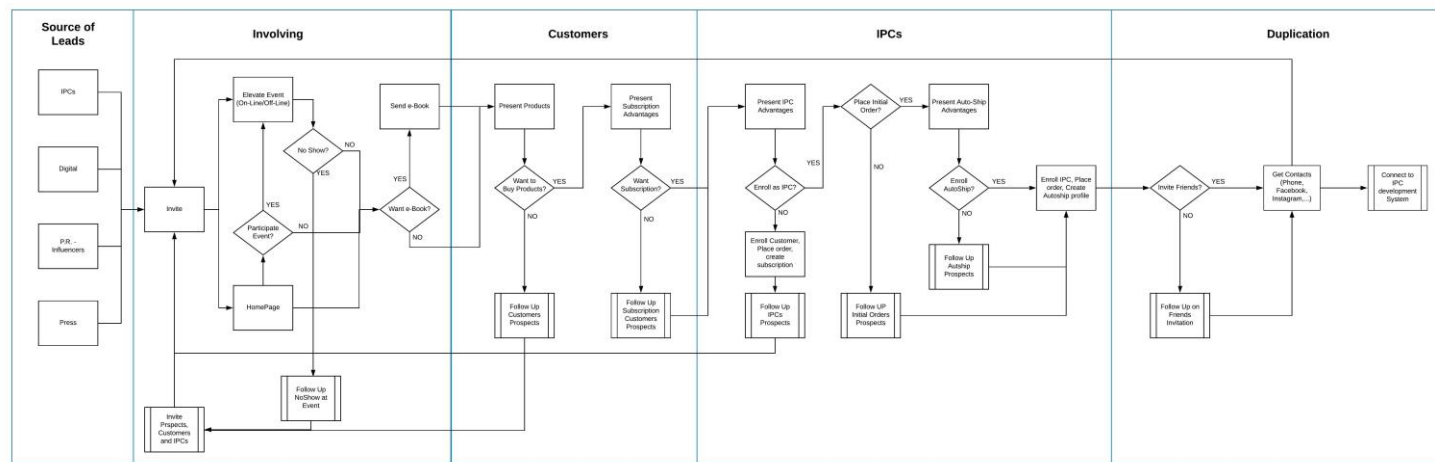 Source of
Leads
Involving
Customers
IPCs
Duplication
IPCs
Digital
P.R. -
Influencers
Press
Invite
Elevate Event
(On-Line/Off-Line)
No Show?
NO
YES
YES
Participate
Event?
NO
HomePage
Send e-Book
YES
Want e-Book?
NO
Follow Up
NoShow at
Event
Invite
Prspects,
Customers
and IPCs
Present Products
Want to
Buy Products?
YES
NO
Follow Up
Customers
Prospects
Present
Subscription
Advantages
Want
Subscription?
YES
NO
Follow Up
Subscription
Customers
Prospects
Present IPC
Advantages
Enroll as IPC?
YES
NO
Enroll Customer,
Place order,
create
subscription
Follow Up
IPCs
Prospects
Place Initial
Order?
YES
NO
Follow UP
Initial Orders
Prospects
Present Auto-Ship
Advantages
Enroll
AutoShip?
YES
NO
Follow Up
Autship
Prospects
Enroll IPC, Place
order, Create
Autoship profile
Invite Friends?
YES
NO
Follow Up on
Friends
Invitation
Get Contacts
(Phone,
Facebook,
Instagram,...)
Connect to
IPC
development
System